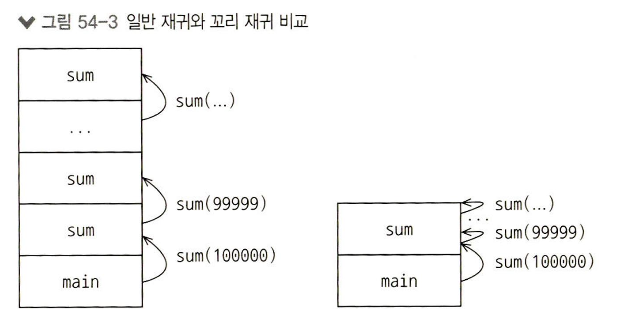 그림 54-3 일반 재귀와 꼬리 재귀 비교
sum
sum(...)
...
sum
sum(99999)
sum
sum(100000)
main
sum(...)
...
sum
sum(99999)
sum(100000)
main